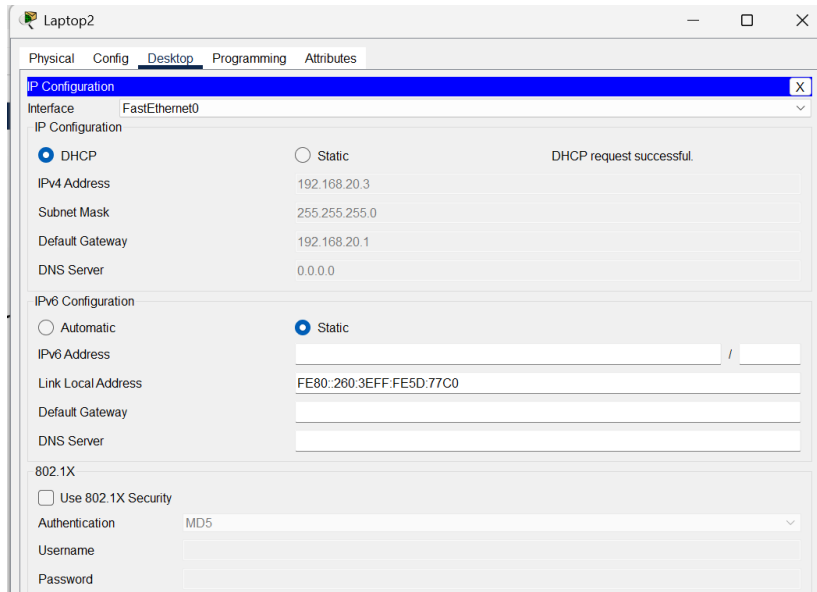 Laptop2
Physical Config Desktop Programming Attributes
IP Configuration X
Interface FastEthernet0
IP Configuration
DHCP Static DHCP request successful.
IPv4 Address 192.168.20.3
Subnet Mask 255.255.255.0
Default Gateway 192.168.20.1
DNS Server 0.0.0.0
IPv6 Configuration
Automatic Static
IPv6 Address /
Link Local Address FE80::260:3EFF:FE5D:77C0
Default Gateway
DNS Server
802.1X
Use 802.1X Security
Authentication MD5
Username
Password